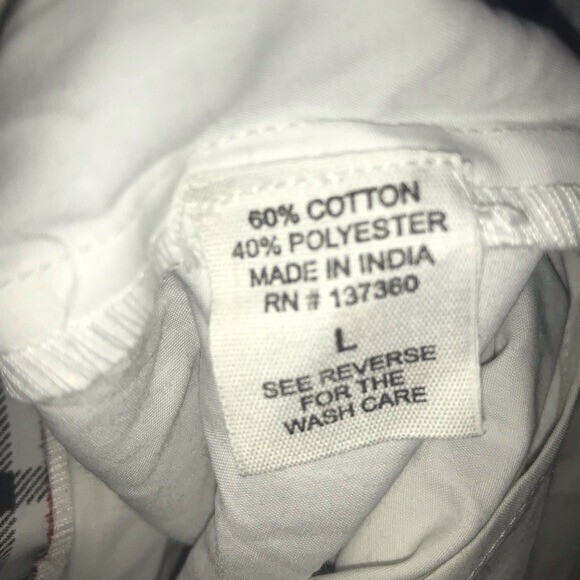 60% COTTON
40% POLYESTER
MADE IN INDIA
RN # 137360
L
SEE REVERSE
FOR THE
WASH CARE